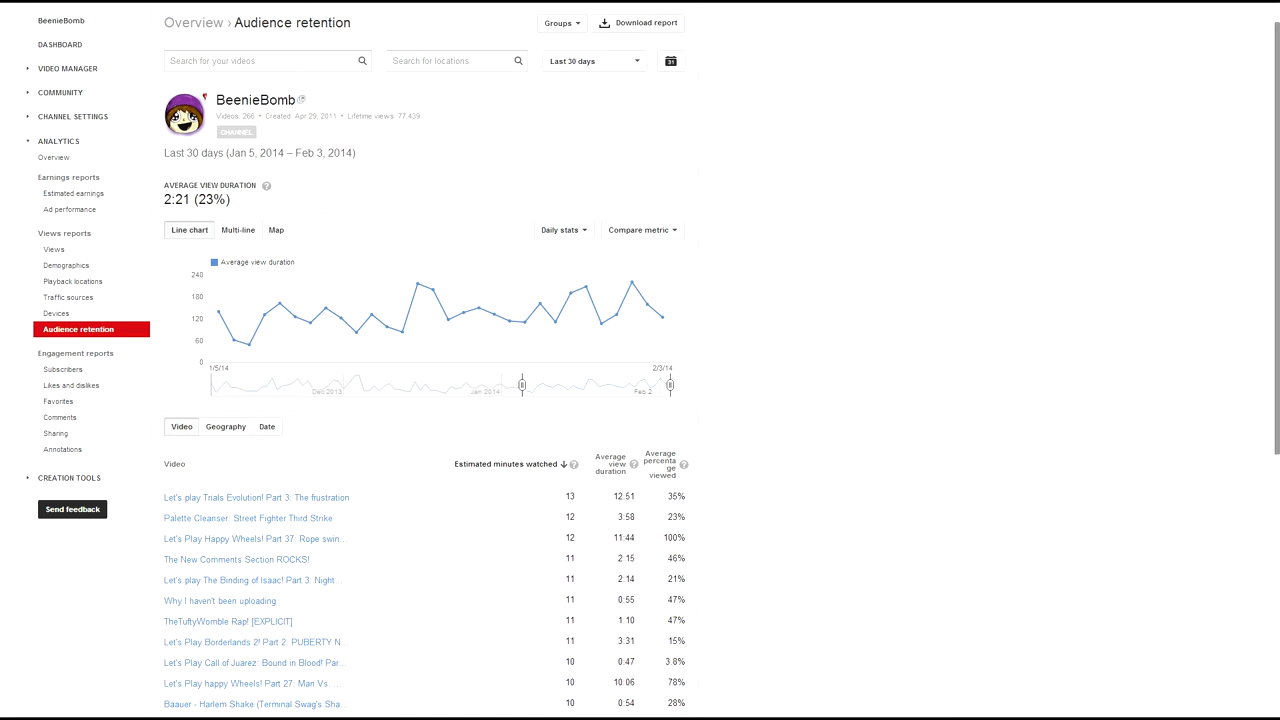 BeenieBomb
DASHBOARD
VIDEO MANAGER
COMMUNITY
CHANNEL SETTINGS
ANALYTICS
Overview
Earnings reports
Estimated earnings
Ad performance
Views reports
Views
Demographics
Playback locations
Traffic sources
Devices
Audience retention
Engagement reports
Subscribers
Likes and dislikes
Favorites
Comments
Sharing
Annotations
CREATION TOOLS
Send feedback
Overview › Audience retention
Groups
Download report
Search for your videos
Search for locations
Last 30 days
31
BeenieBomb
Videos: 266 • Created: Apr 29, 2011 • Lifetime views: 77,439
CHANNEL
Last 30 days (Jan 5, 2014 – Feb 3, 2014)
AVERAGE VIEW DURATION ?
2:21 (23%)
Line chart Multi-line Map
Daily stats Compare metric
Average view duration
240
180
120
60
0
1/5/14 2/3/14
Dec 2013 Jan 2014 Feb 2
Video Geography Date
Video Estimated minutes watched ? Average view duration ? Average percentage viewed ?
Let's play Trials Evolution! Part 3: The frustration 13 12:51 35%
Palette Cleanser: Street Fighter Third Strike 12 3:58 23%
Let's Play Happy Wheels! Part 37: Rope swin... 12 11:44 100%
The New Comments Section ROCKS! 11 2:15 46%
Let's play The Binding of Isaac! Part 3: Night... 11 2:14 21%
Why I haven't been uploading 11 0:55 47%
TheTuftyWomble Rap! [EXPLICIT] 11 1:10 47%
Let's Play Borderlands 2! Part 2: PUBERTY N... 11 3:31 15%
Let's Play Call of Juarez: Bound in Blood! Par... 10 0:47 3.8%
Let's Play happy Wheels! Part 27: Man Vs. ... 10 10:06 78%
Baauer - Harlem Shake (Terminal Swag's Sha... 10 0:54 28%